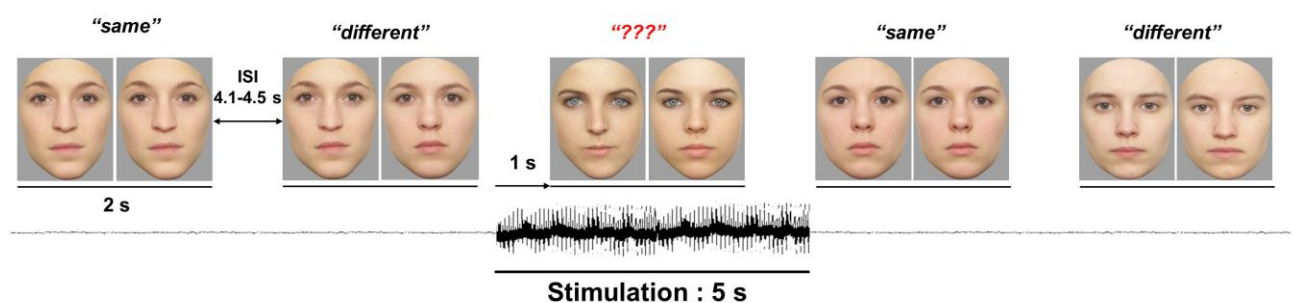 “same”
“different”
“???”
“same”
“different”
ISI
4.1-4.5 s
1 s
2 s
Stimulation : 5 s